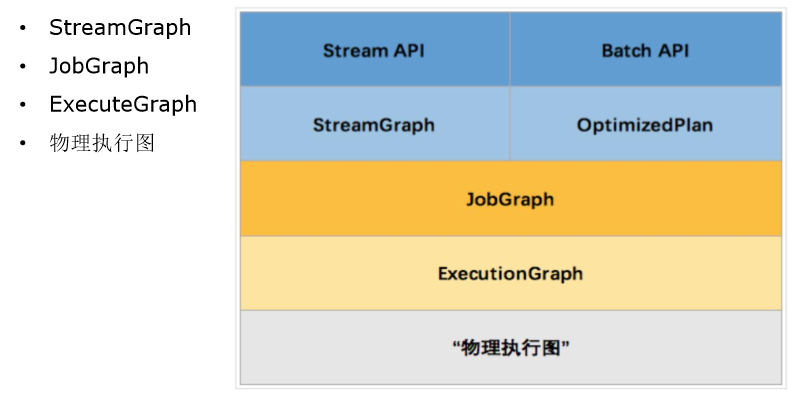 • StreamGraph
• JobGraph
• ExecuteGraph
• 物理执行图
Stream API
Batch API
StreamGraph
OptimizedPlan
JobGraph
ExecutionGraph
“物理执行图”